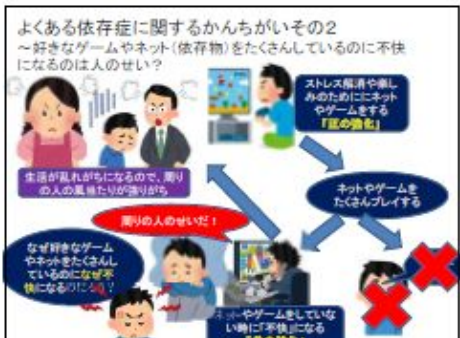 よくある依存症に関するかんちがいその2
～好きなゲームやネット(依存物)をたくさんしているのに不快
になるのは人のせい？
ストレス解消や楽し
みのためにネット
やゲームをする
『正の強化』
生活が乱れがちになるので、周り
の人の風当たりが強りがち
ネットやゲームを
たくさんプレイする
周りの人のせいだ！
なぜ好きなゲーム
やネットをたくさんし
ているのになぜ不
快になるのだろう？
ネットやゲームをしていな
い時に『不快』になる